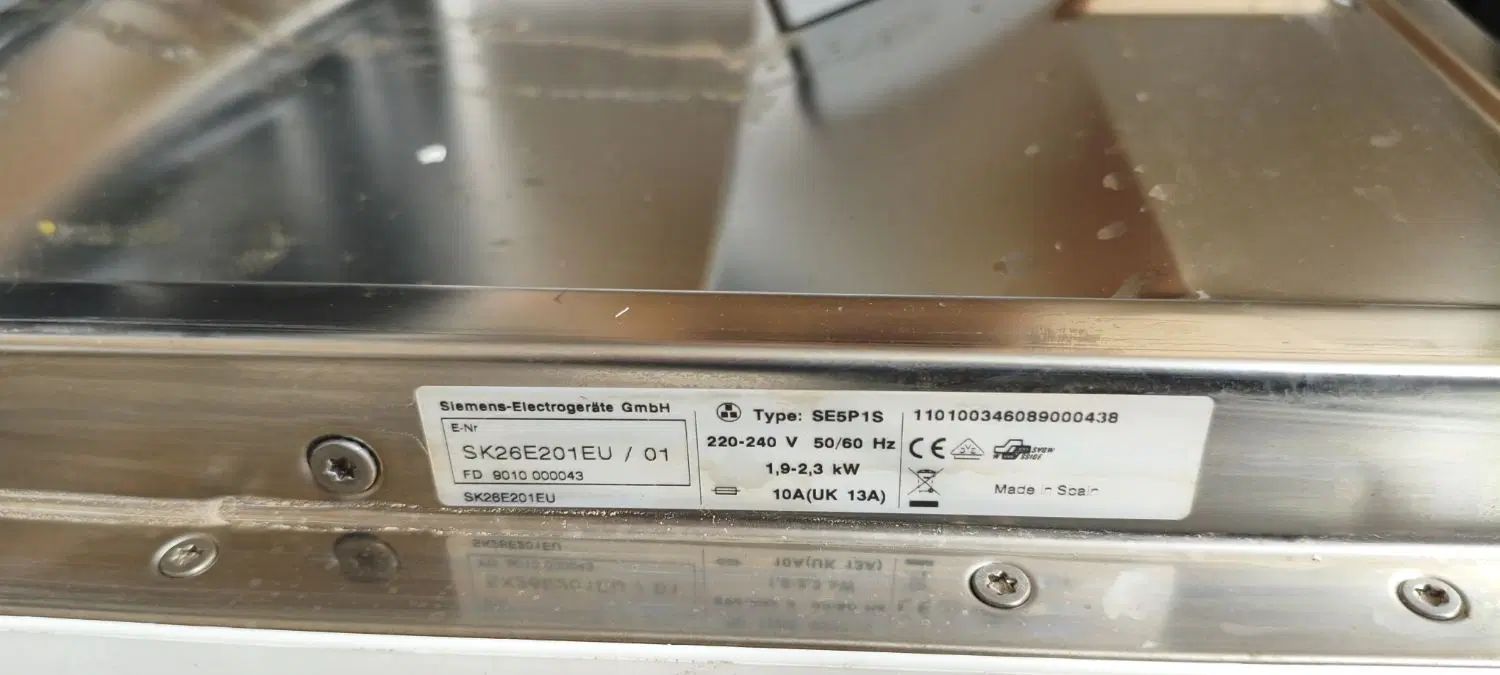 Siemens-Electrogeräte GmbH
E-Nr
SK26E201EU / 01
FD 9010 000043
SK26E201EU
Type: SE5P1S
220-240 V 50/60 Hz
1,9-2,3 kW
10A(UK 13A)
110100346089000438
CE
Made in Spain